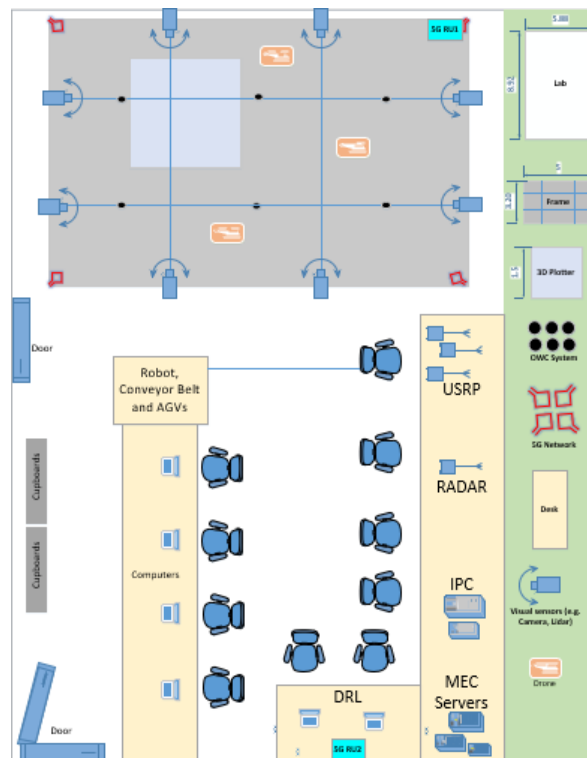 5G RU1
5.88
8.92
Lab
5
3.20
Frame
1.5
3D Plotter
OWC System
5G Network
Desk
Visual sensors (e.g.
Camera, Lidar)
Drone
Door
Robot,
Conveyor Belt
and AGVs
USRP
RADAR
Cupboards
Cupboards
Computers
IPC
MEC
Servers
DRL
5G RU2
Door